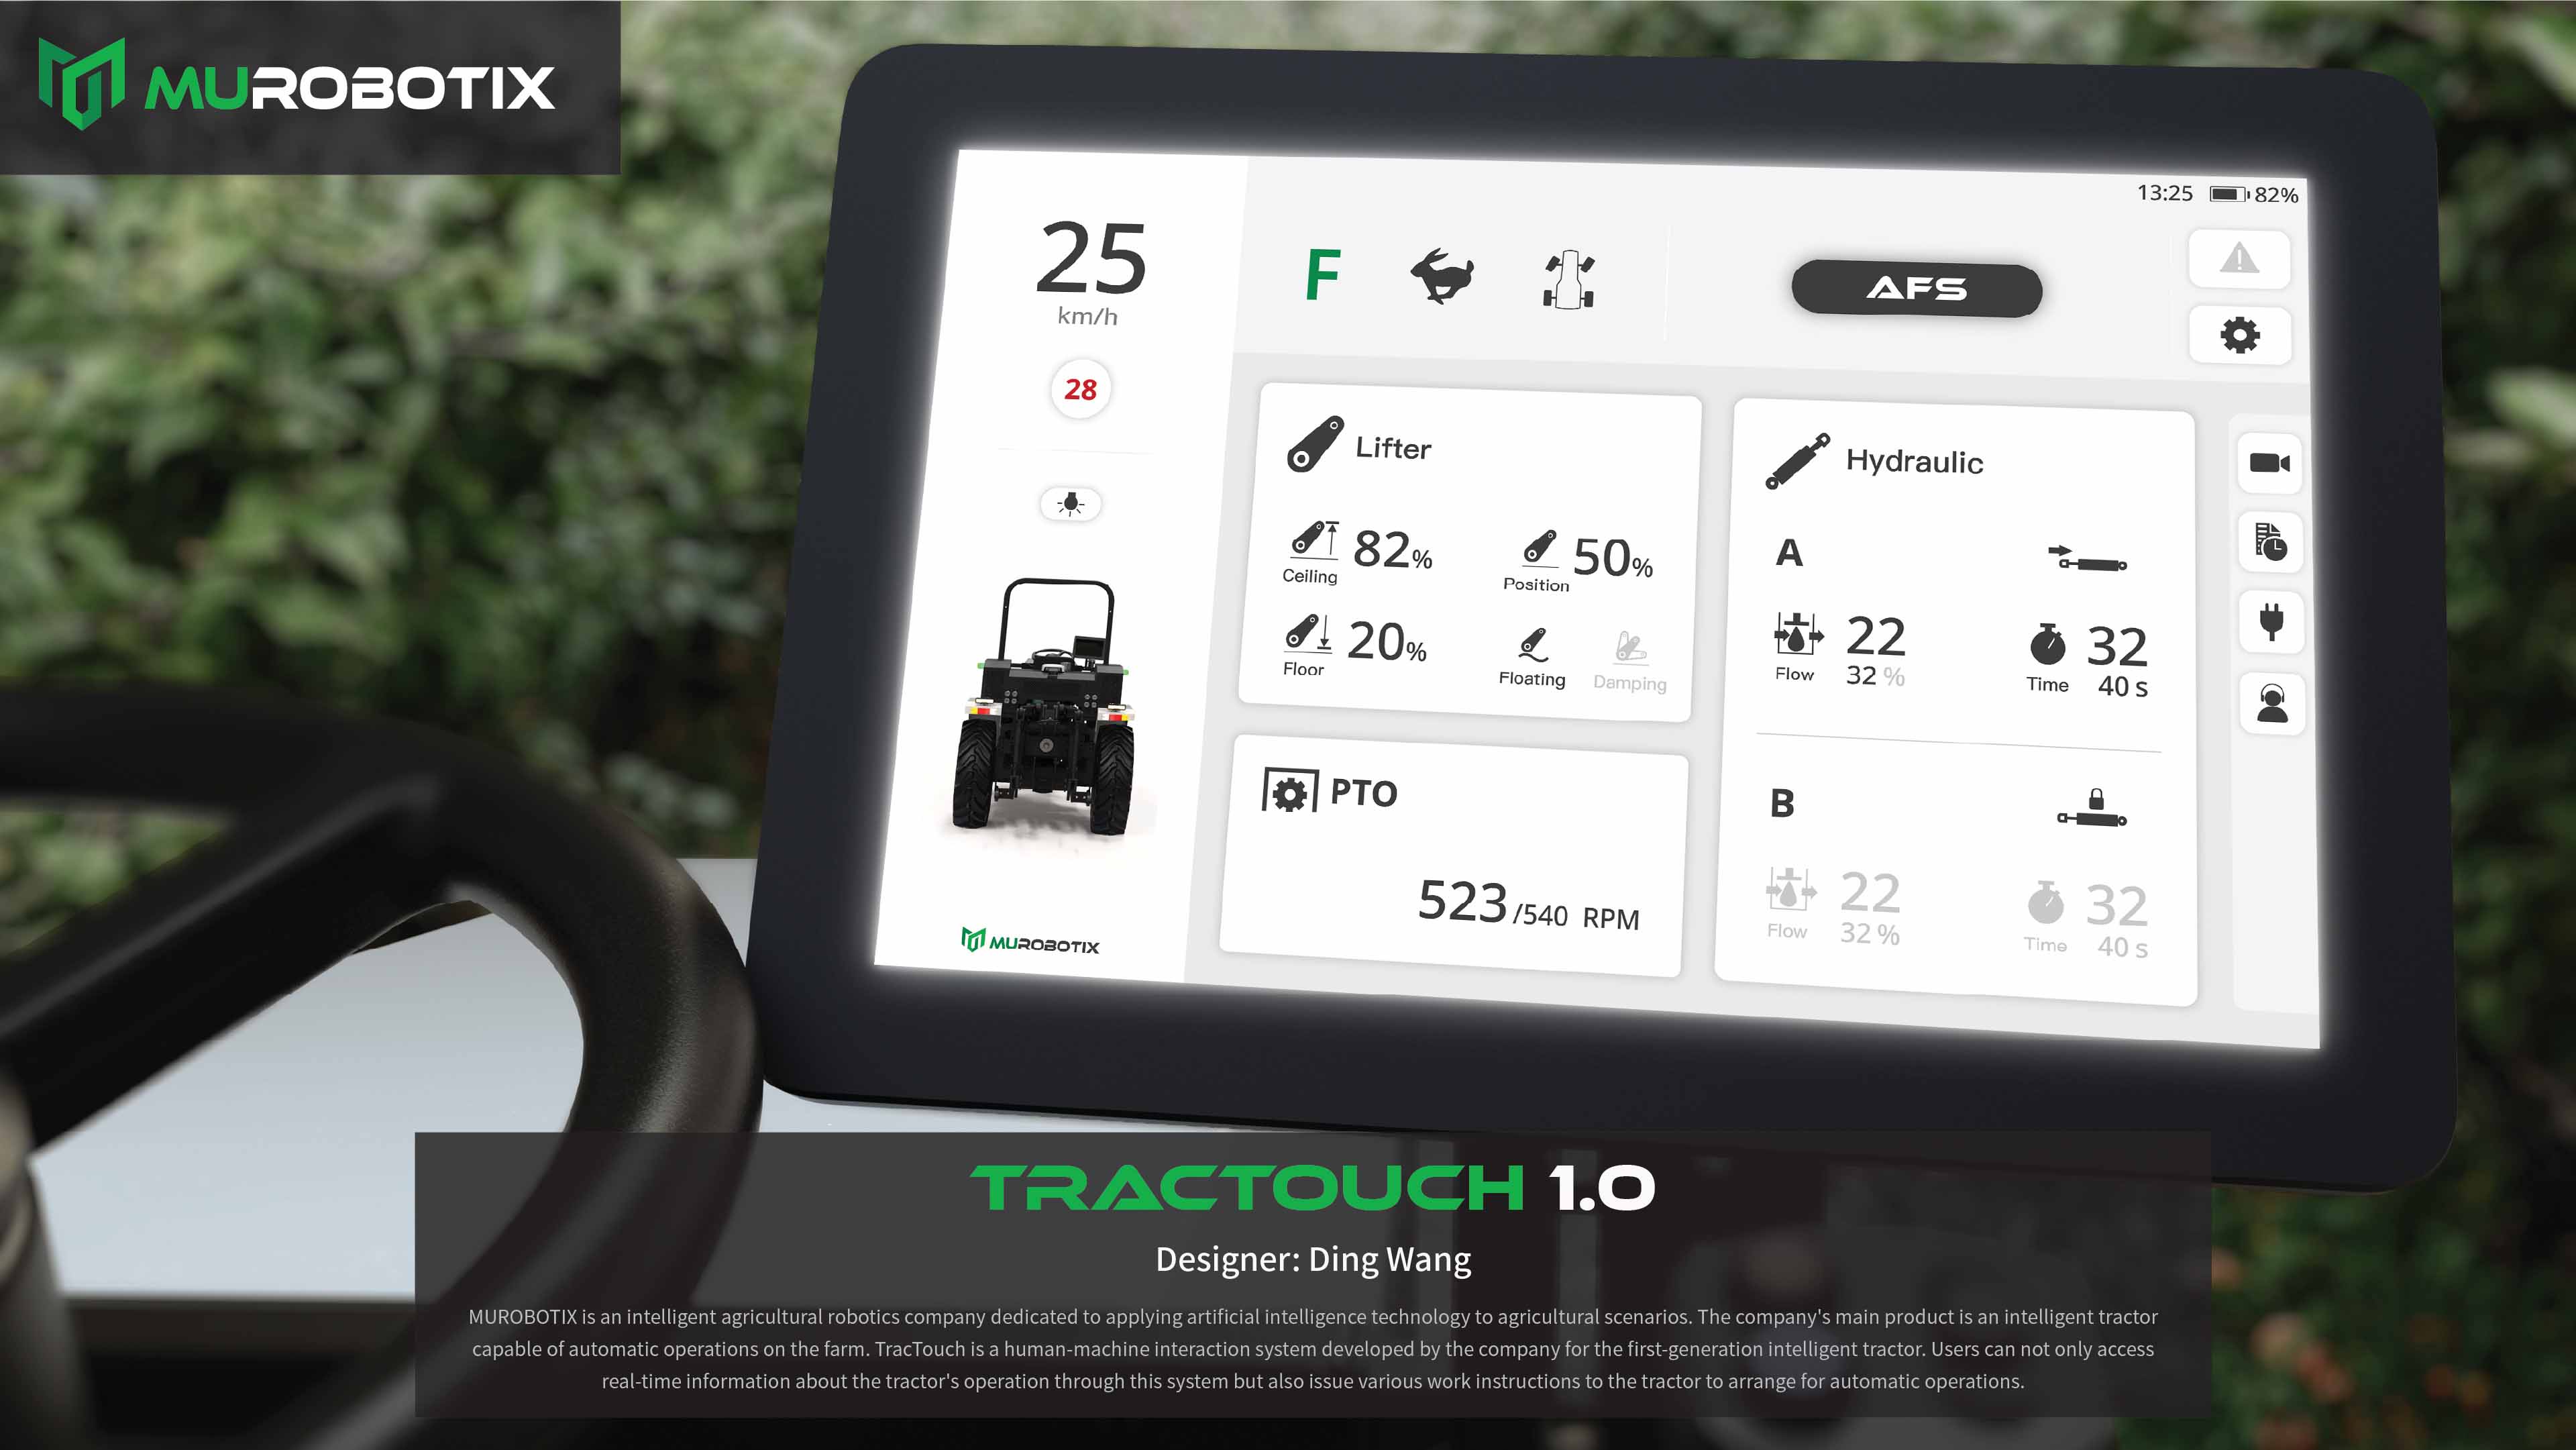 MUROBOTIX
13:25 82%
25
km/h
28
F
AFS
Lifter
82%
Ceiling
50%
Position
20%
Floor
Floating
Damping
PTO
523/540 RPM
Hydraulic
A
22
Flow 32 %
32
Time 40 s
B
22
Flow 32 %
32
Time 40 s
MUROBOTIX
TRACTOUCH 1.0
Designer: Ding Wang
MUROBOTIX is an intelligent agricultural robotics company dedicated to applying artificial intelligence technology to agricultural scenarios. The company's main product is an intelligent tractor
capable of automatic operations on the farm. TracTouch is a human-machine interaction system developed by the company for the first-generation intelligent tractor. Users can not only access
real-time information about the tractor's operation through this system but also issue various work instructions to the tractor to arrange for automatic operations.